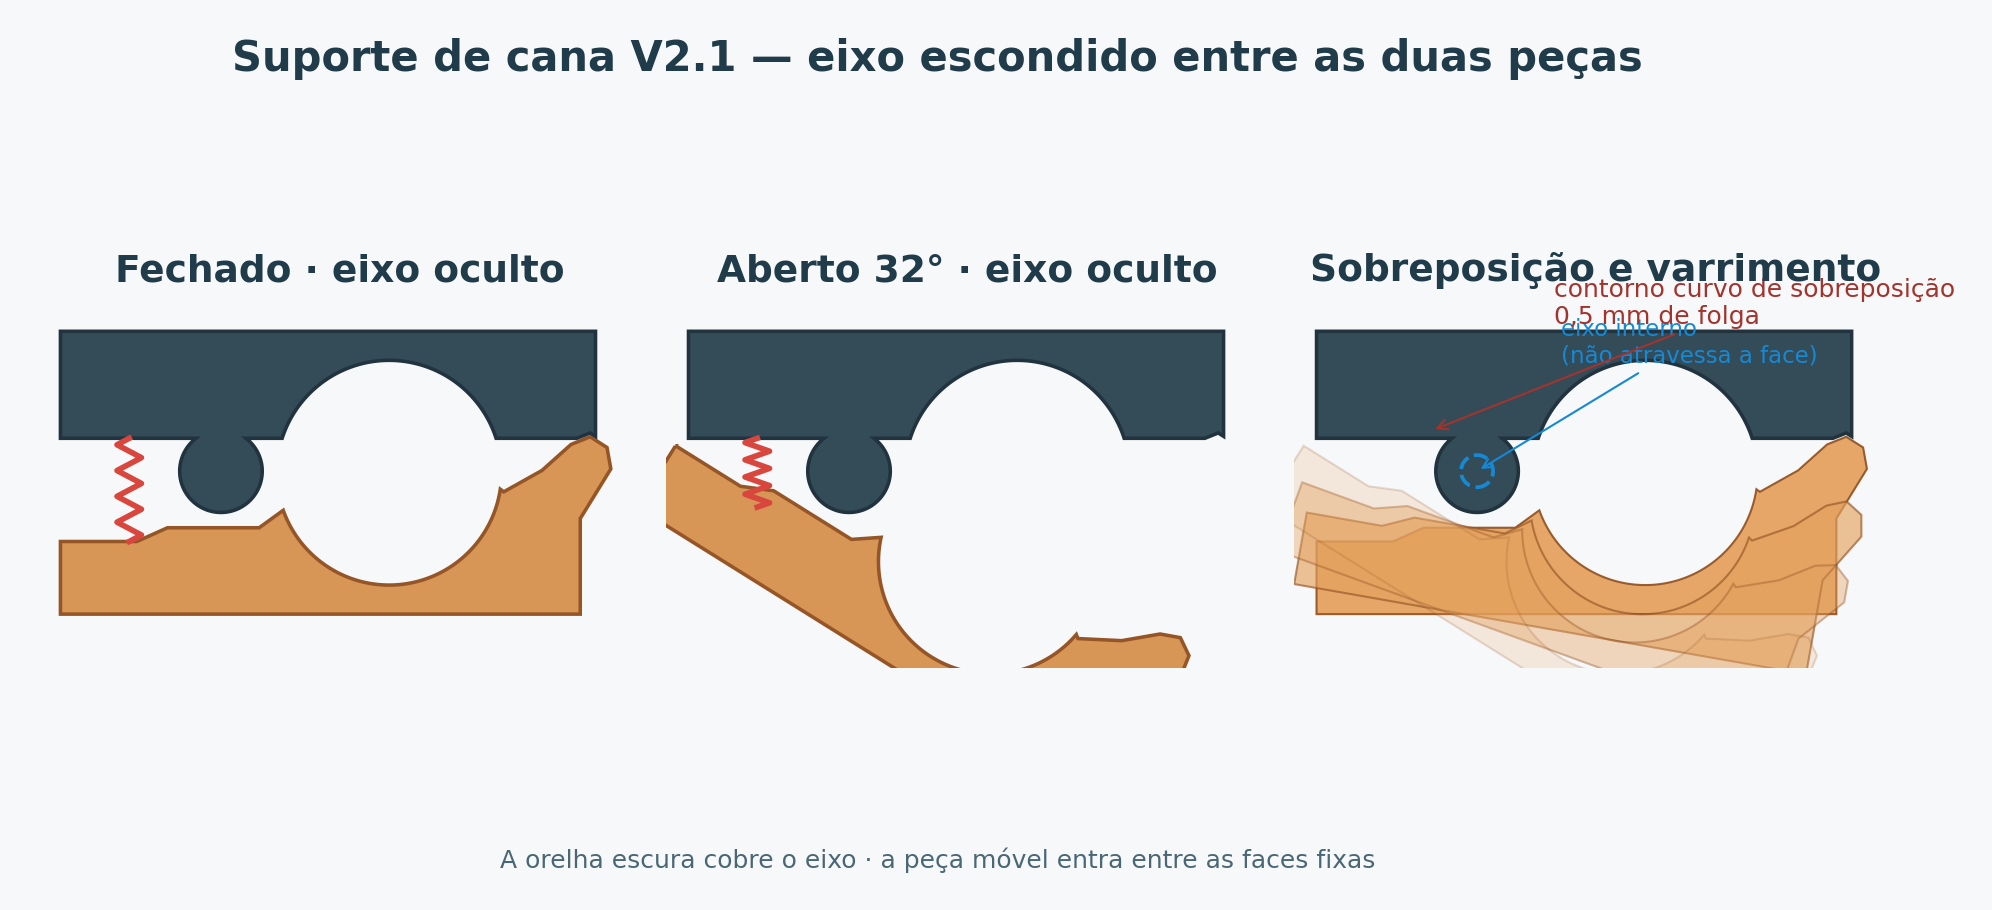 Suporte de cana V2.1 — eixo escondido entre as duas peças
Fechado · eixo oculto
Aberto 32° · eixo oculto
Sobreposição e varrimento
contorno curvo de sobreposição
0,5 mm de folga
eixo interno
(não atravessa a face)
A orelha escura cobre o eixo · a peça móvel entra entre as faces fixas